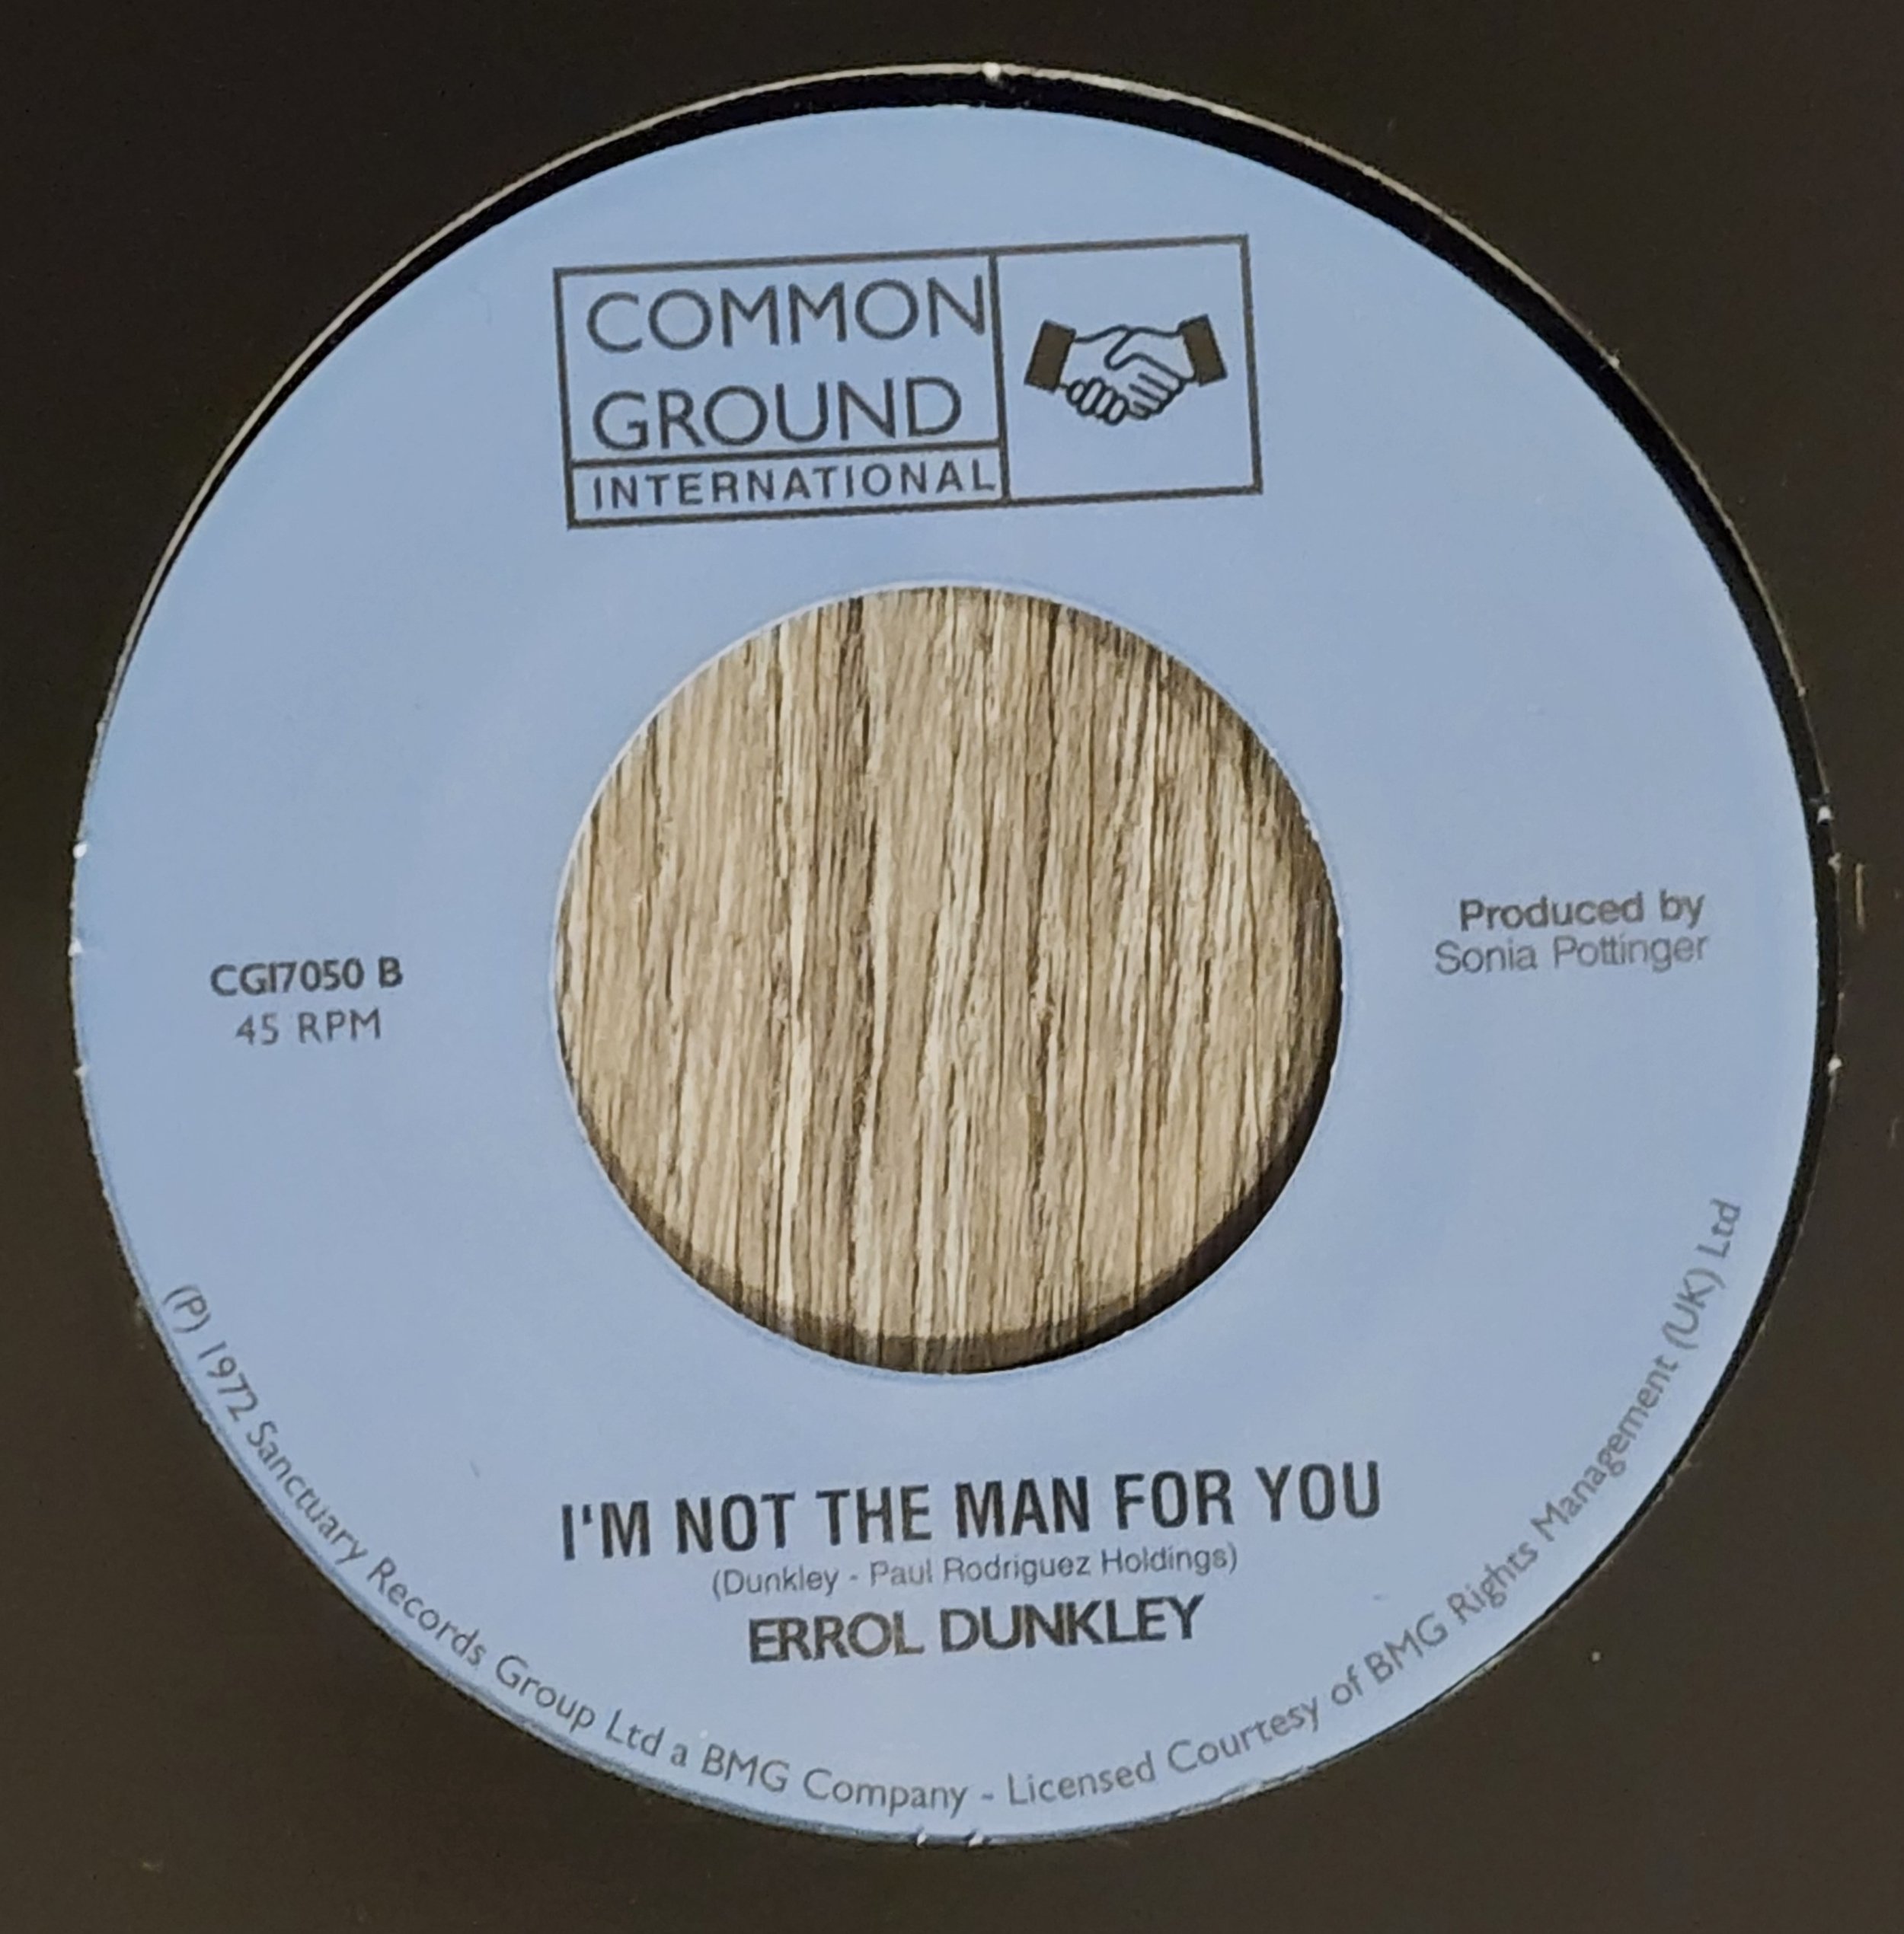 COMMON
GROUND
INTERNATIONAL
CGI7050 B
45 RPM
Produced by
Sonia Pottinger
I'M NOT THE MAN FOR YOU
(Dunkley - Paul Rodriguez Holdings)
ERROL DUNKLEY
(P) 1972 Sanctuary Records Group Ltd a BMG Company - Licensed Courtesy of BMG Rights Management (UK) Ltd